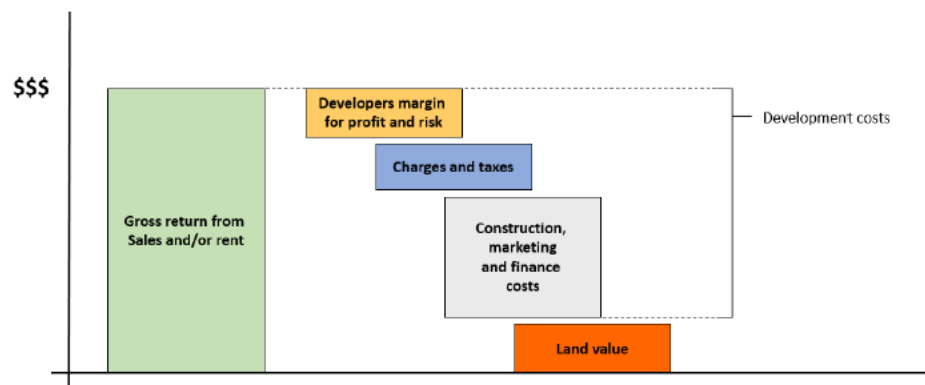 $$$
Developers margin
for profit and risk
Development costs
Charges and taxes
Gross return from
Sales and/or rent
Construction,
marketing
and finance
costs
Land value